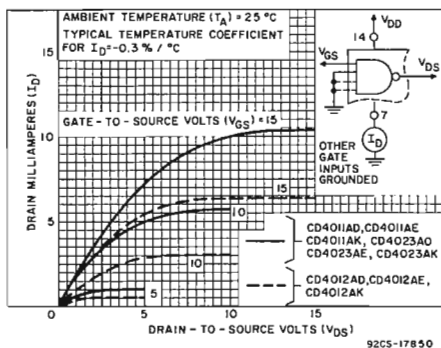 AMBIENT TEMPERATURE (TA) = 25 °C
TYPICAL TEMPERATURE COEFFICIENT
FOR ID = -0.3 % / °C
GATE-TO-SOURCE VOLTS (VGS) = 15
15
10
10
5
15
10
5
0
5
10
15
DRAIN MILLIAMPERES (ID)
DRAIN-TO-SOURCE VOLTS (VDS)
VDD
14
VGS
VDS
7
ID
OTHER
GATE
INPUTS
GROUNDED
CD4011AD, CD4011AE
CD4011AK, CD4023AD
CD4023AE, CD4023AK
CD4012AD, CD4012AE,
CD4012AK
92CS-17850